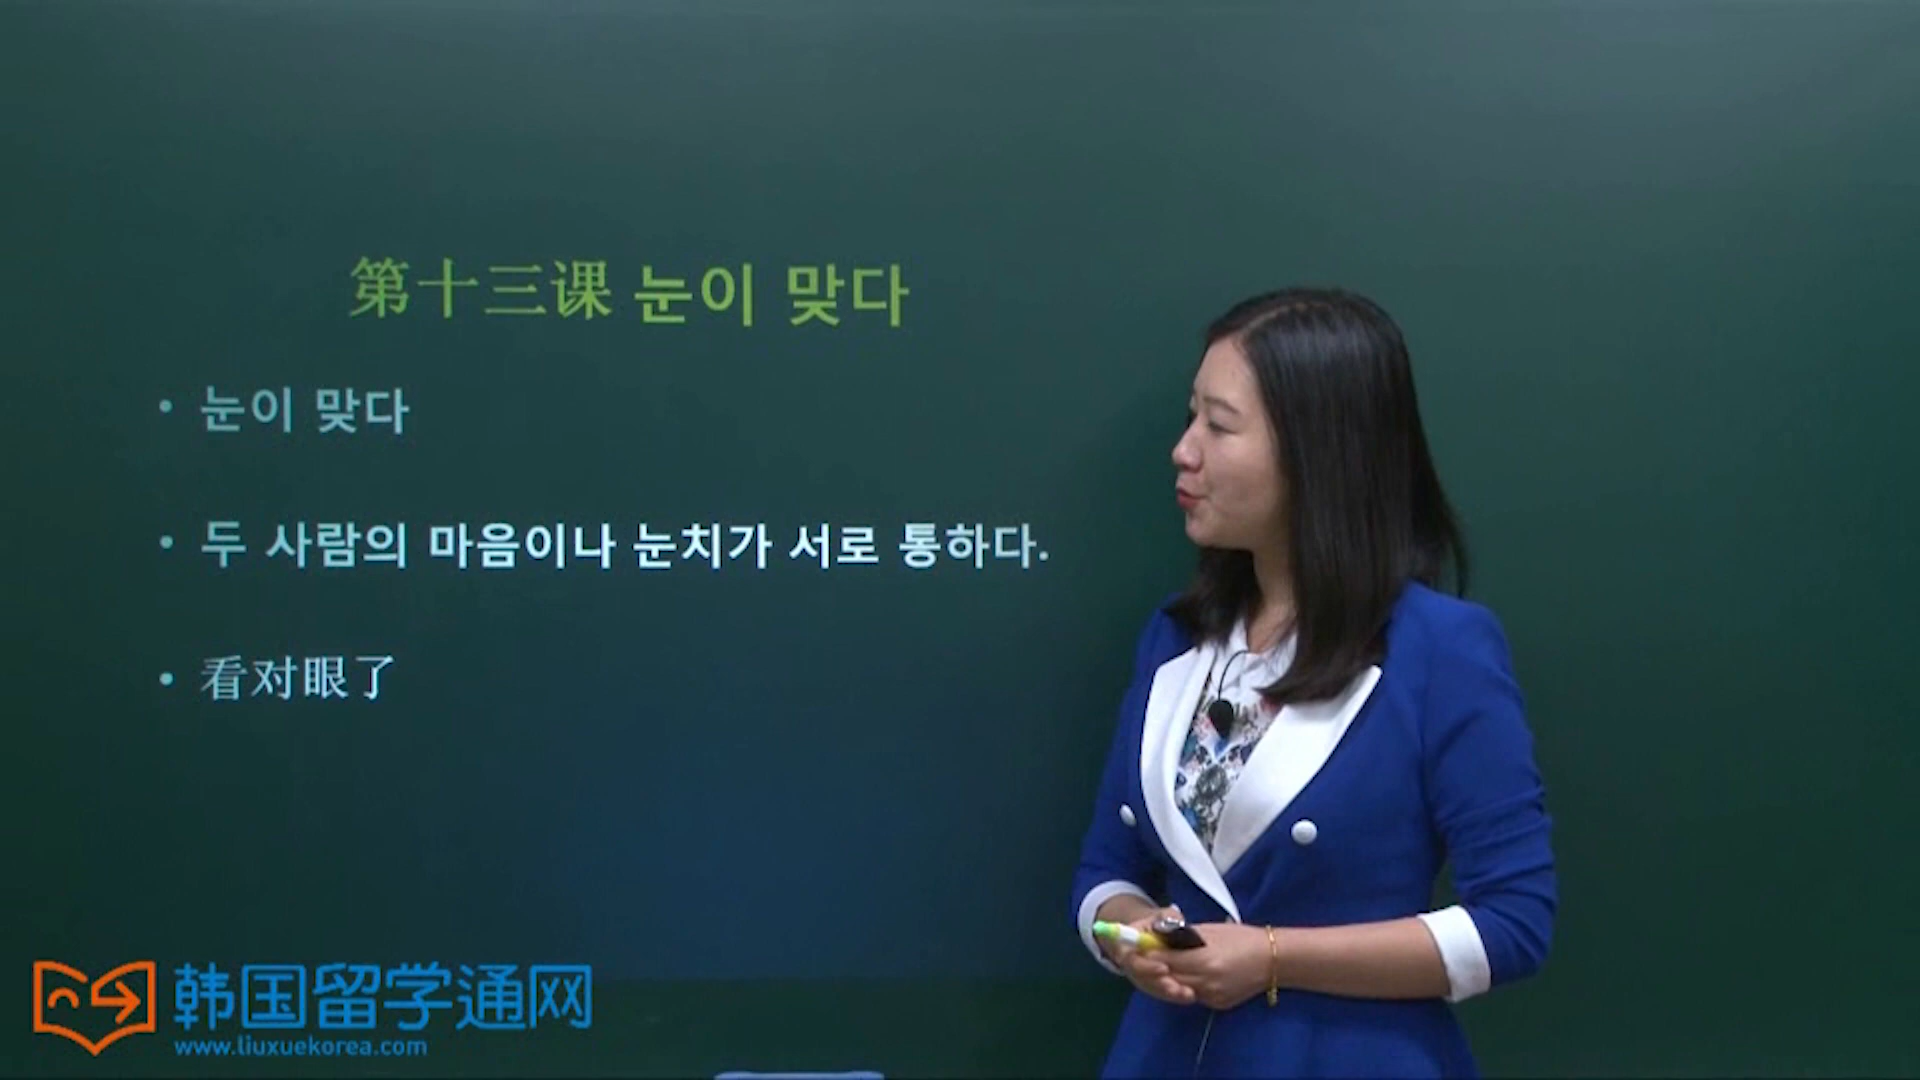 第十三课 눈이 맞다
• 눈이 맞다
• 두 사람의 마음이나 눈치가 서로 통하다.
• 看对眼了
韩国留学通网
www.liuxuekorea.com